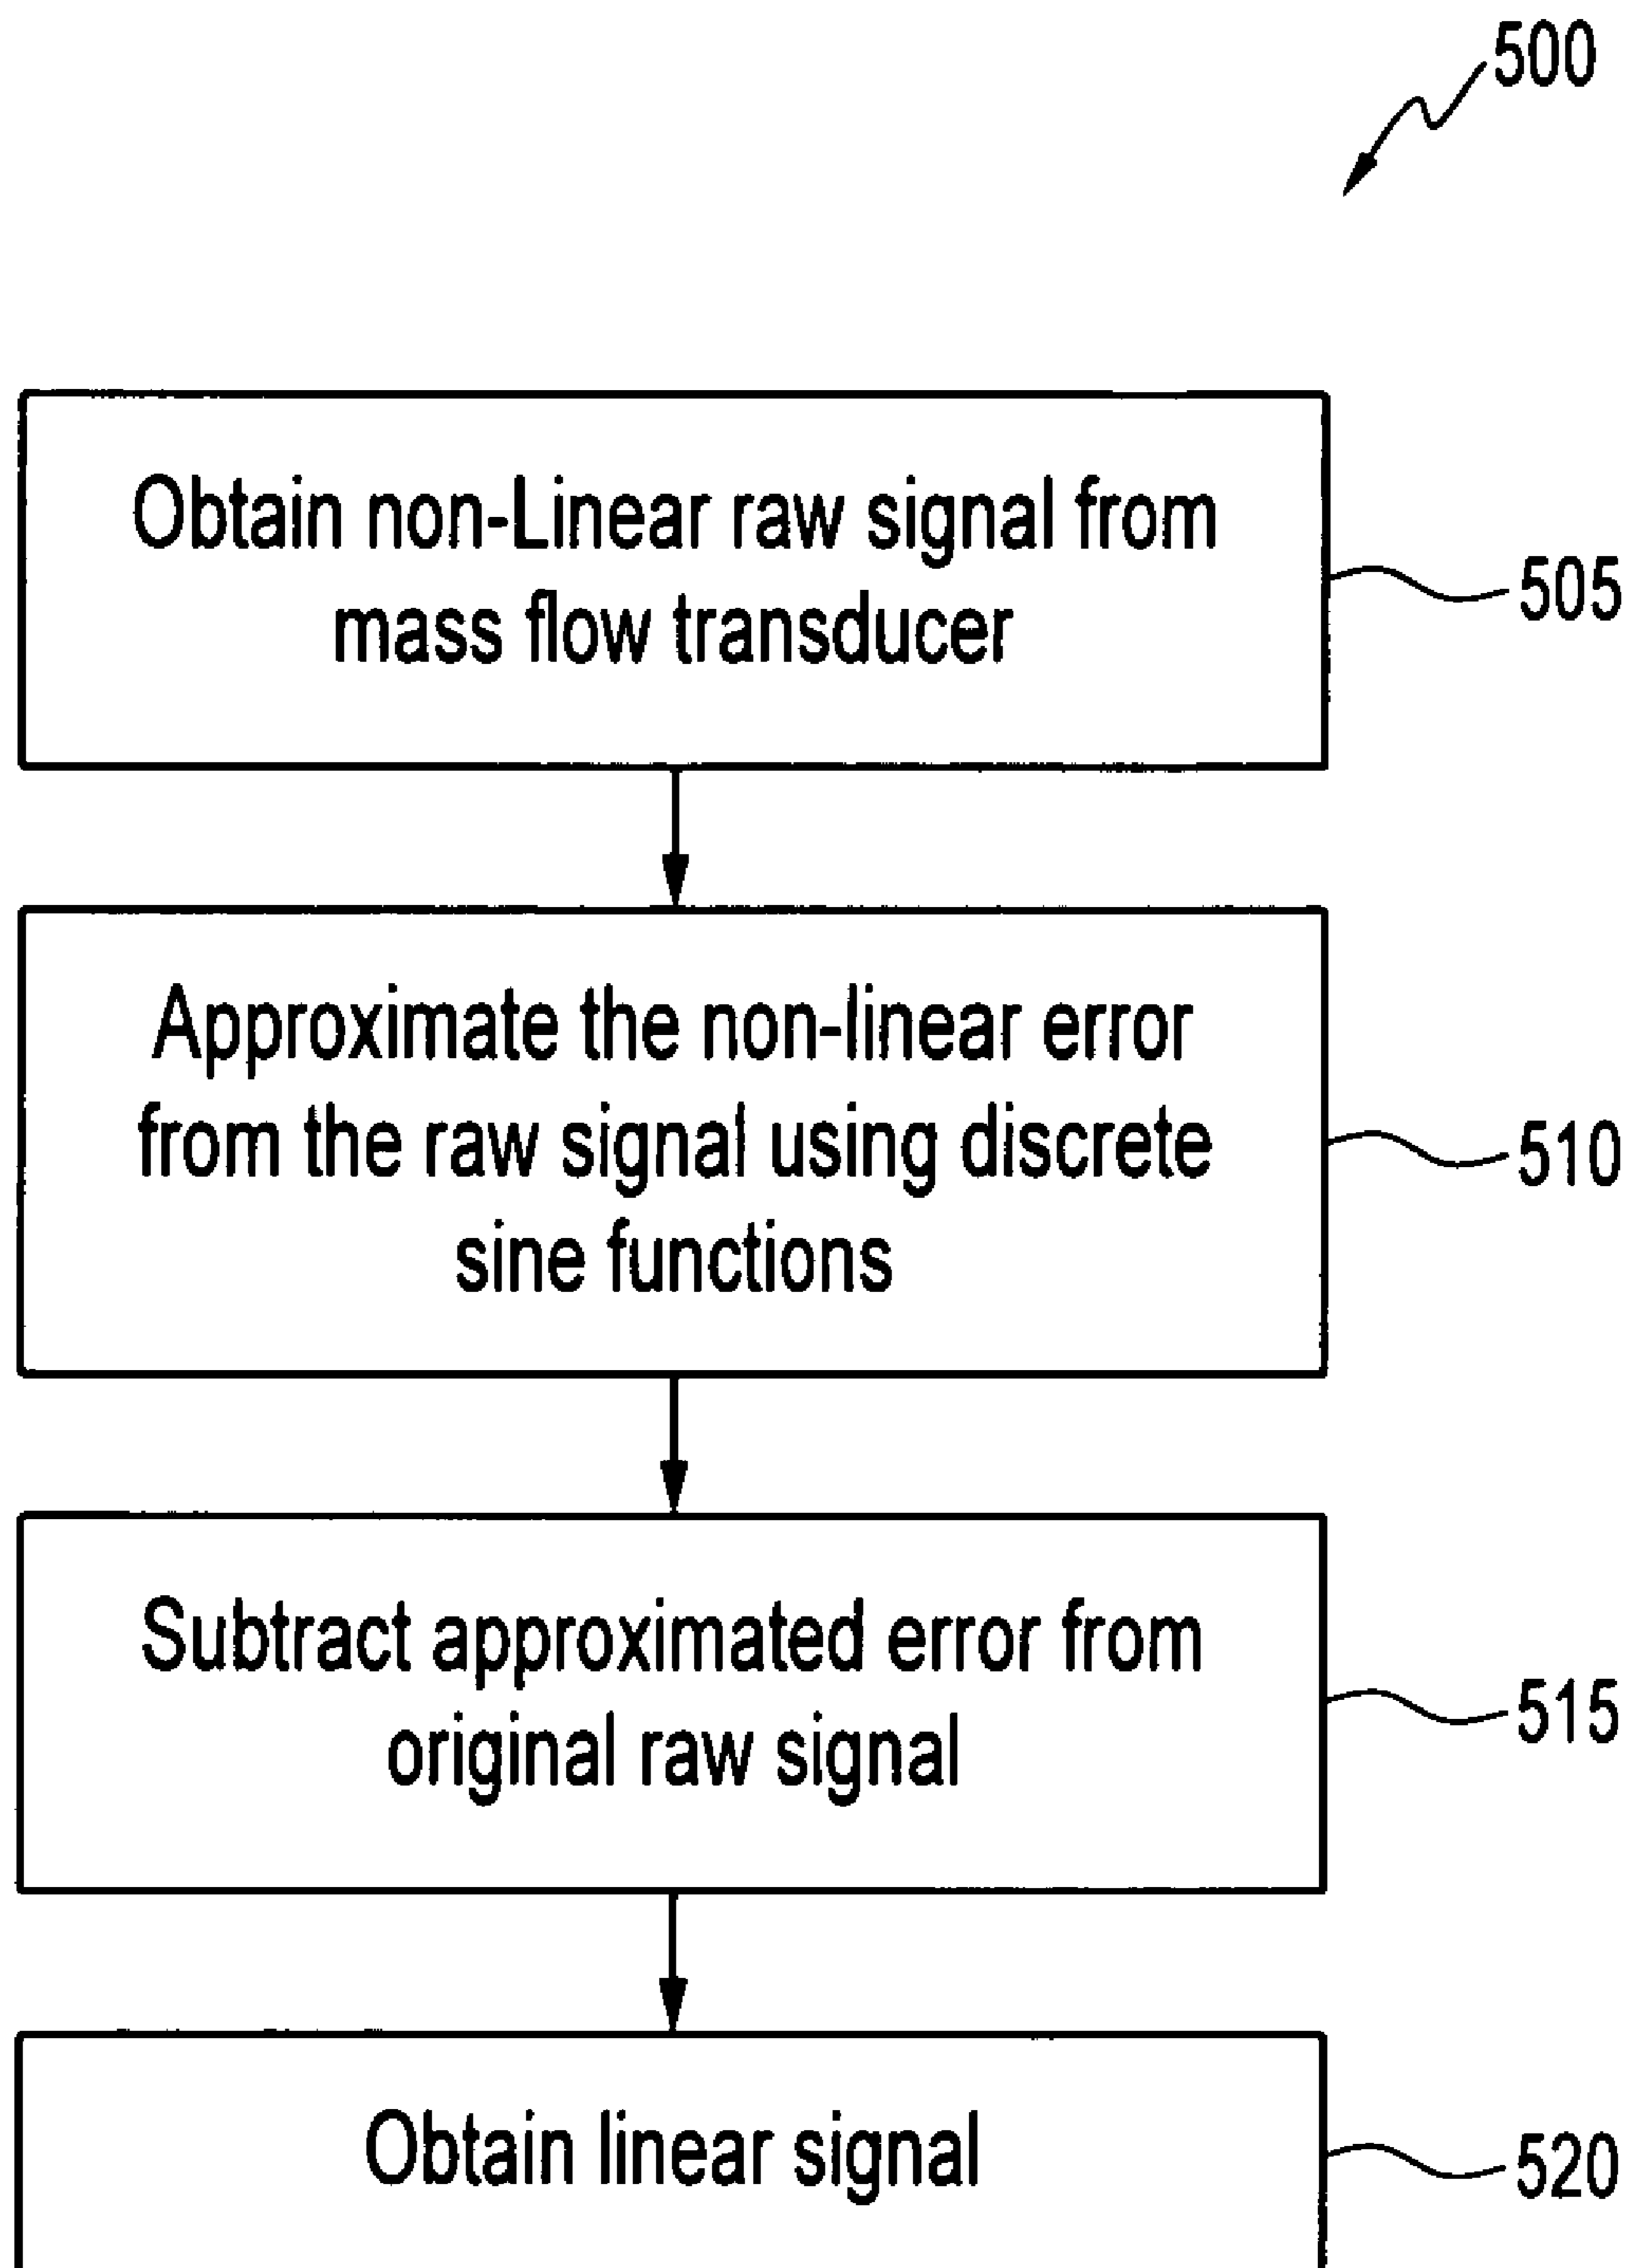 500
Obtain non-Linear raw signal from
mass flow transducer
505
Approximate the non-linear error
from the raw signal using discrete
sine functions
510
Subtract approximated error from
original raw signal
515
Obtain linear signal
520